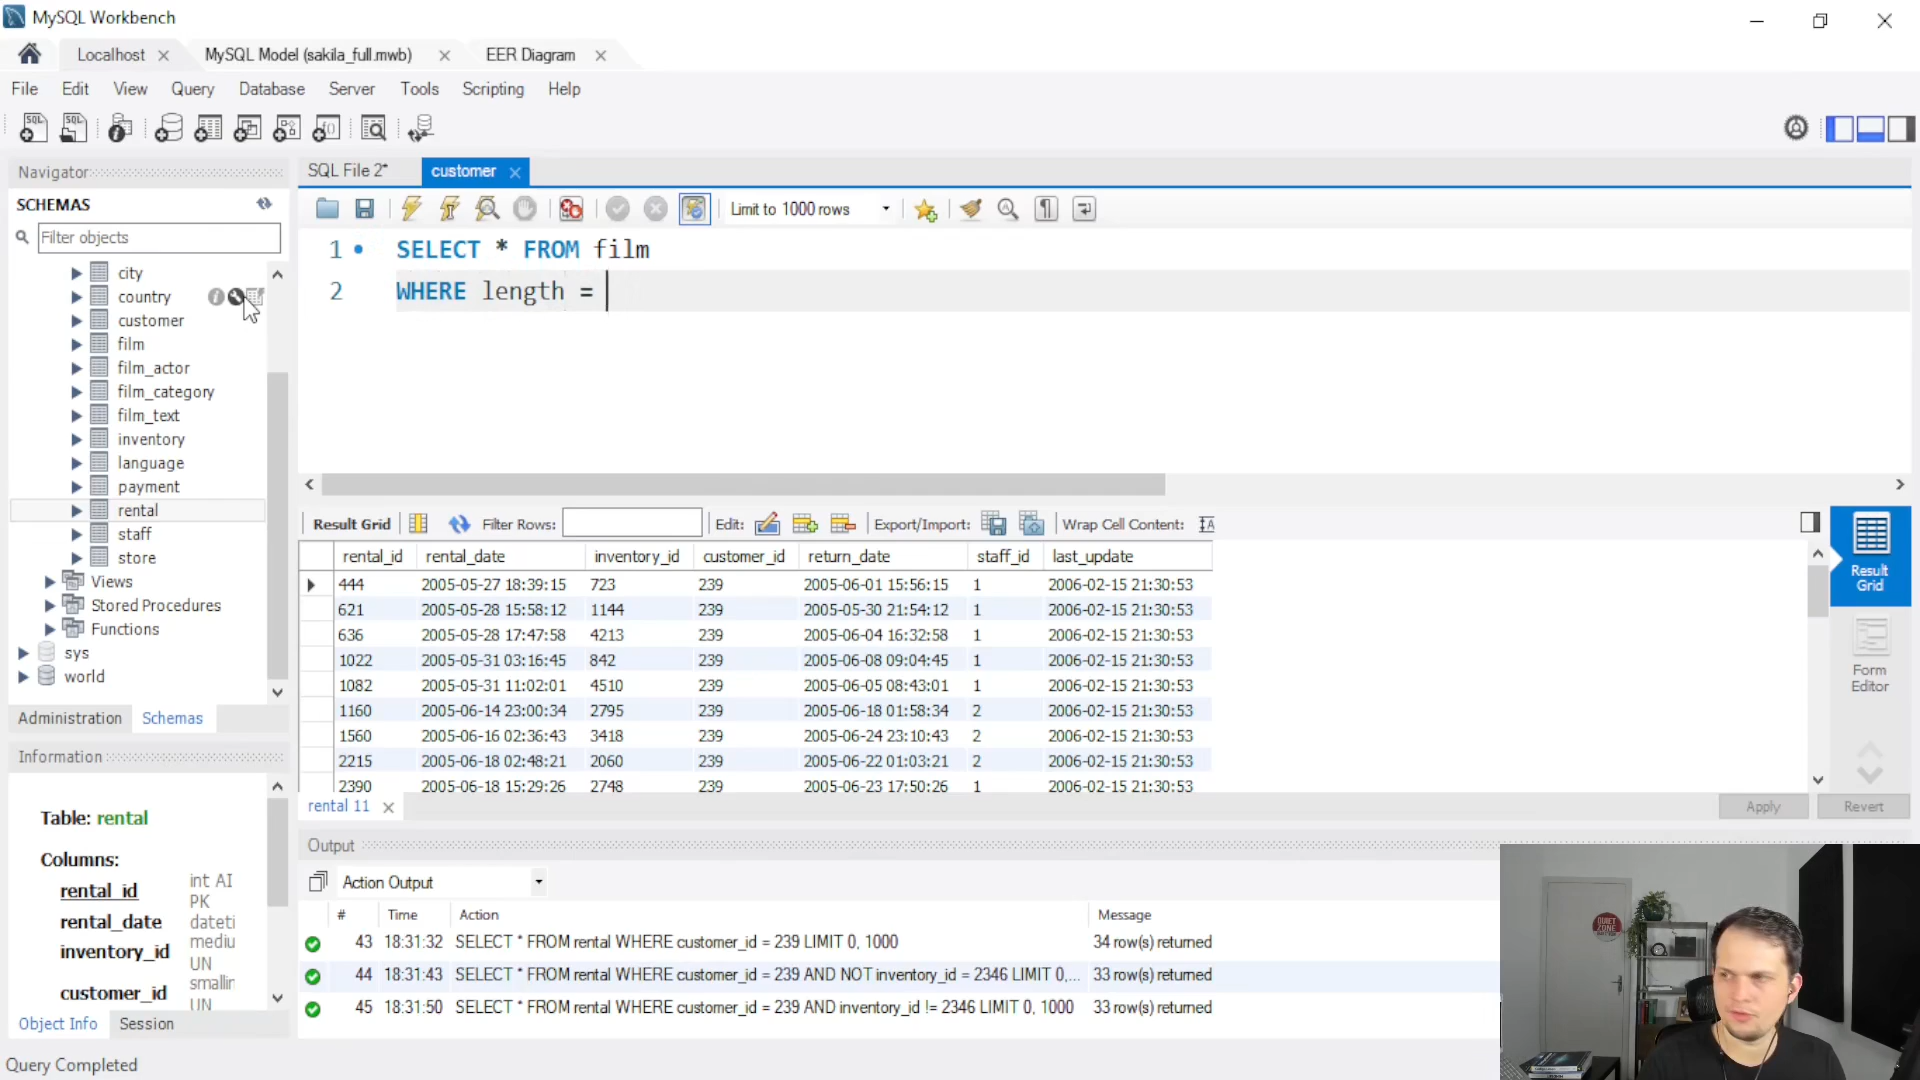 MySQL Workbench
Localhost
MySQL Model (sakila_full.mwb)
EER Diagram
File Edit View Query Database Server Tools Scripting Help
Navigator
SCHEMAS
Filter objects
city
country
customer
film
film_actor
film_category
film_text
inventory
language
payment
rental
staff
store
Views
Stored Procedures
Functions
sys
world
Administration Schemas
Information
Table: rental
Columns:
rental_id int AI
PK
rental_date dateti
inventory_id mediu
UN
customer_id smallir
UN
Object Info Session
Query Completed
SQL File 2* customer
Limit to 1000 rows
1 SELECT * FROM film
2 WHERE length =
Result Grid Filter Rows: Edit: Export/Import: Wrap Cell Content:
rental_id rental_date inventory_id customer_id return_date staff_id last_update
444 2005-05-27 18:39:15 723 239 2005-06-01 15:56:15 1 2006-02-15 21:30:53
621 2005-05-28 15:58:12 1144 239 2005-05-30 21:54:12 1 2006-02-15 21:30:53
636 2005-05-28 17:47:58 4213 239 2005-06-04 16:32:58 1 2006-02-15 21:30:53
1022 2005-05-31 03:16:45 842 239 2005-06-08 09:04:45 1 2006-02-15 21:30:53
1082 2005-05-31 11:02:01 4510 239 2005-06-05 08:43:01 1 2006-02-15 21:30:53
1160 2005-06-14 23:00:34 2795 239 2005-06-18 01:58:34 2 2006-02-15 21:30:53
1560 2005-06-16 02:36:43 3418 239 2005-06-24 23:10:43 2 2006-02-15 21:30:53
2215 2005-06-18 02:48:21 2060 239 2005-06-22 01:03:21 2 2006-02-15 21:30:53
2390 2005-06-18 15:29:26 2748 239 2005-06-23 17:50:26 1 2006-02-15 21:30:53
Result
Grid
Form
Editor
rental 11
Apply Revert
Output
Action Output
# Time Action Message
43 18:31:32 SELECT * FROM rental WHERE customer_id = 239 LIMIT 0, 1000 34 row(s) returned
44 18:31:43 SELECT * FROM rental WHERE customer_id = 239 AND NOT inventory_id = 2346 LIMIT 0,... 33 row(s) returned
45 18:31:50 SELECT * FROM rental WHERE customer_id = 239 AND inventory_id != 2346 LIMIT 0, 1000 33 row(s) returned
QUIET
ZONE